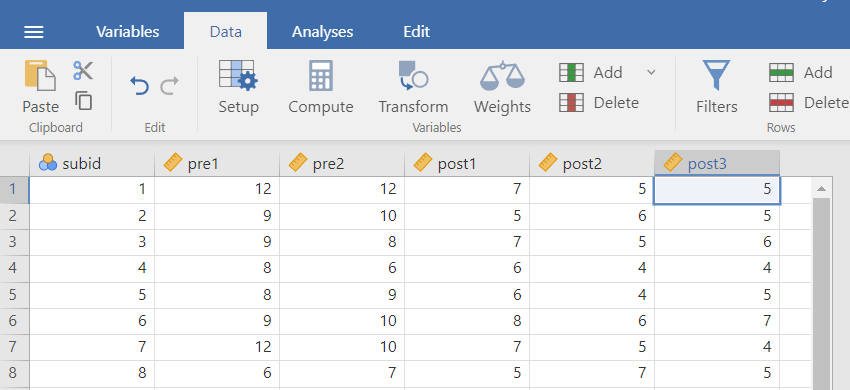 Variables Data Analyses Edit
Paste Setup Compute Transform Weights Add Delete Filters Add Delete
Clipboard Edit Variables Rows
subid pre1 pre2 post1 post2 post3
1 1 12 12 7 5 5
2 2 9 10 5 6 5
3 3 9 8 7 5 6
4 4 8 6 6 4 4
5 5 8 9 6 4 5
6 6 9 10 8 6 7
7 7 12 10 7 5 4
8 8 6 7 5 7 5